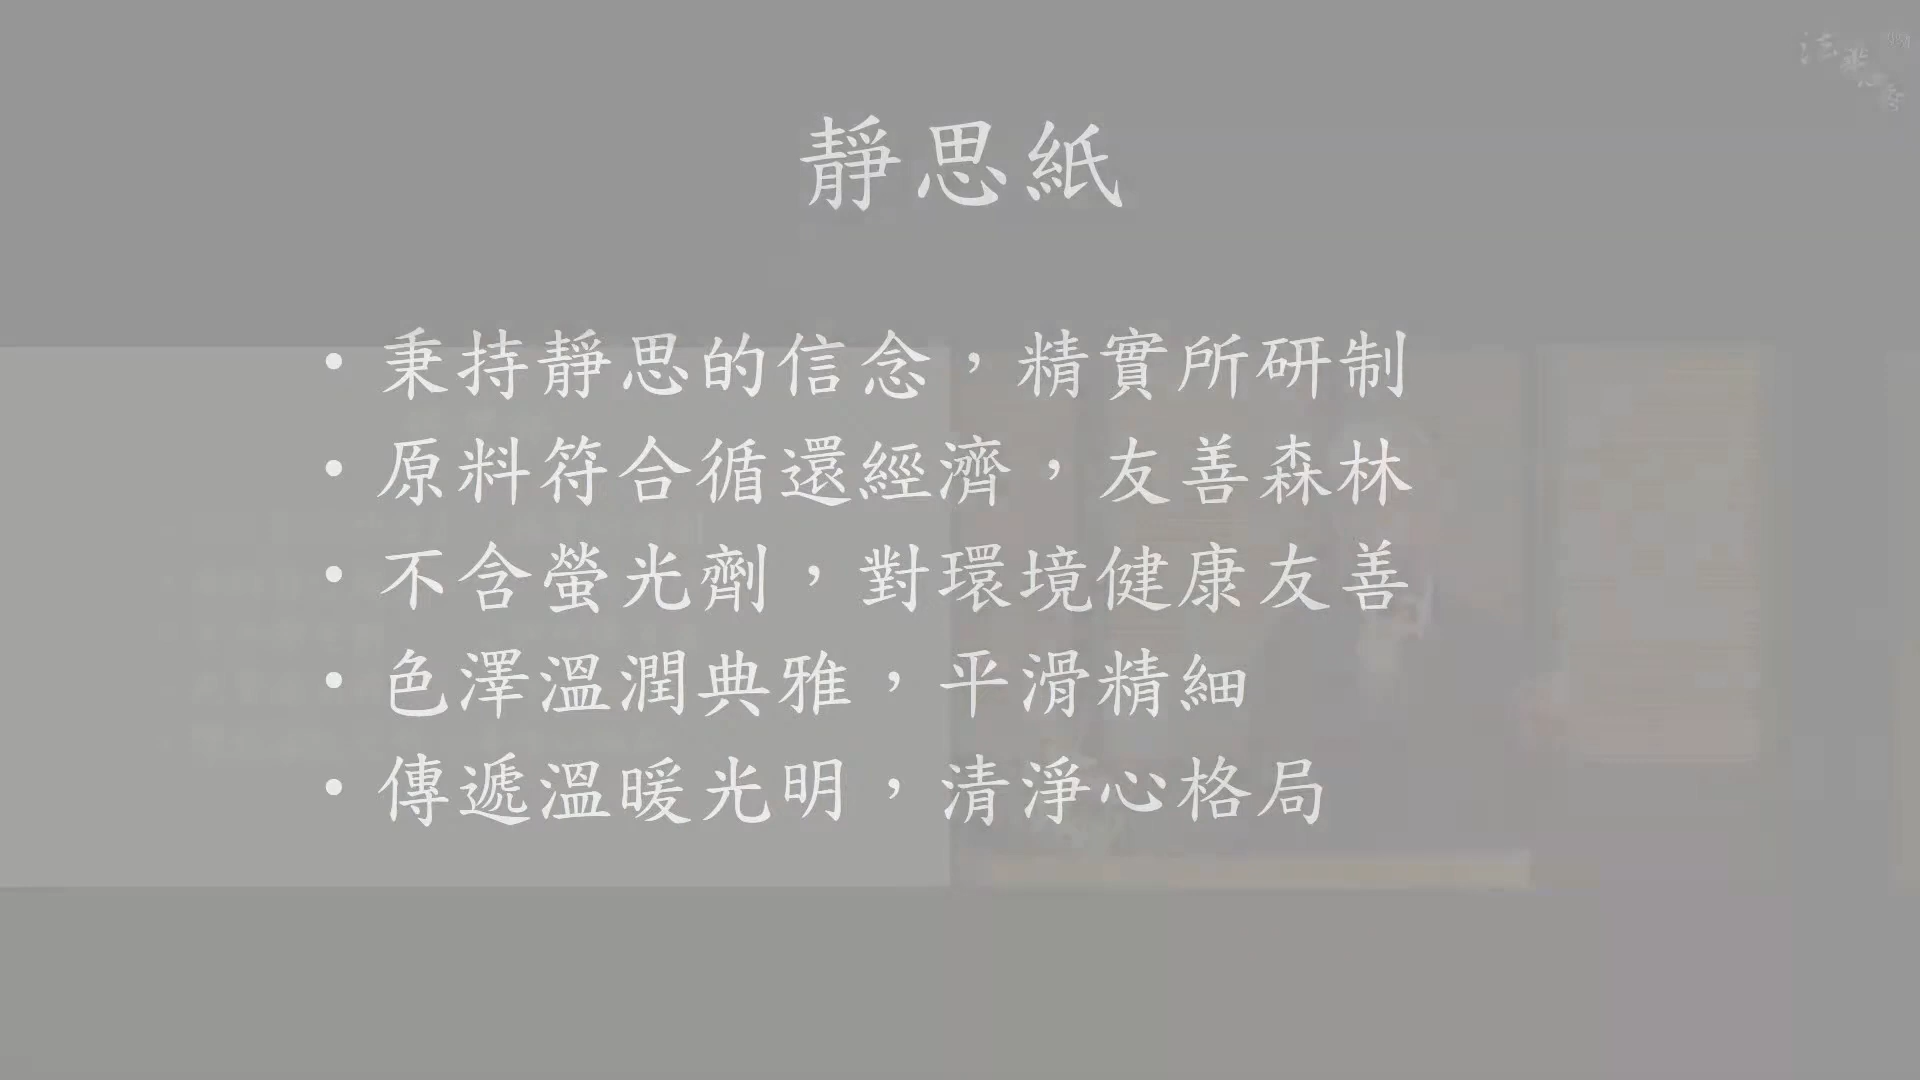 靜思紙
• 秉持靜思的信念，精實所研制
• 原料符合循還經濟，友善森林
• 不含螢光劑，對環境健康友善
• 色澤溫潤典雅，平滑精細
• 傳遞溫暖光明，清淨心格局